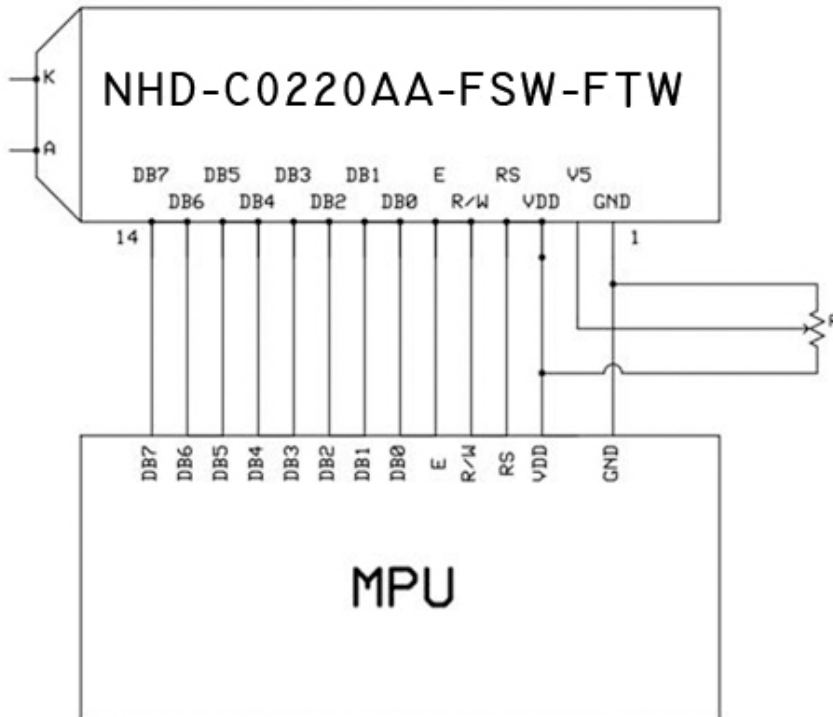 K
NHD-C0220AA-FSW-FTW
A
DB7 DB5 DB3 DB1 E RS V5
DB6 DB4 DB2 DB0 R/W VDD GND
14 1
R
DB7 DB6 DB5 DB4 DB3 DB2 DB1 DB0 E R/W RS VDD GND
MPU